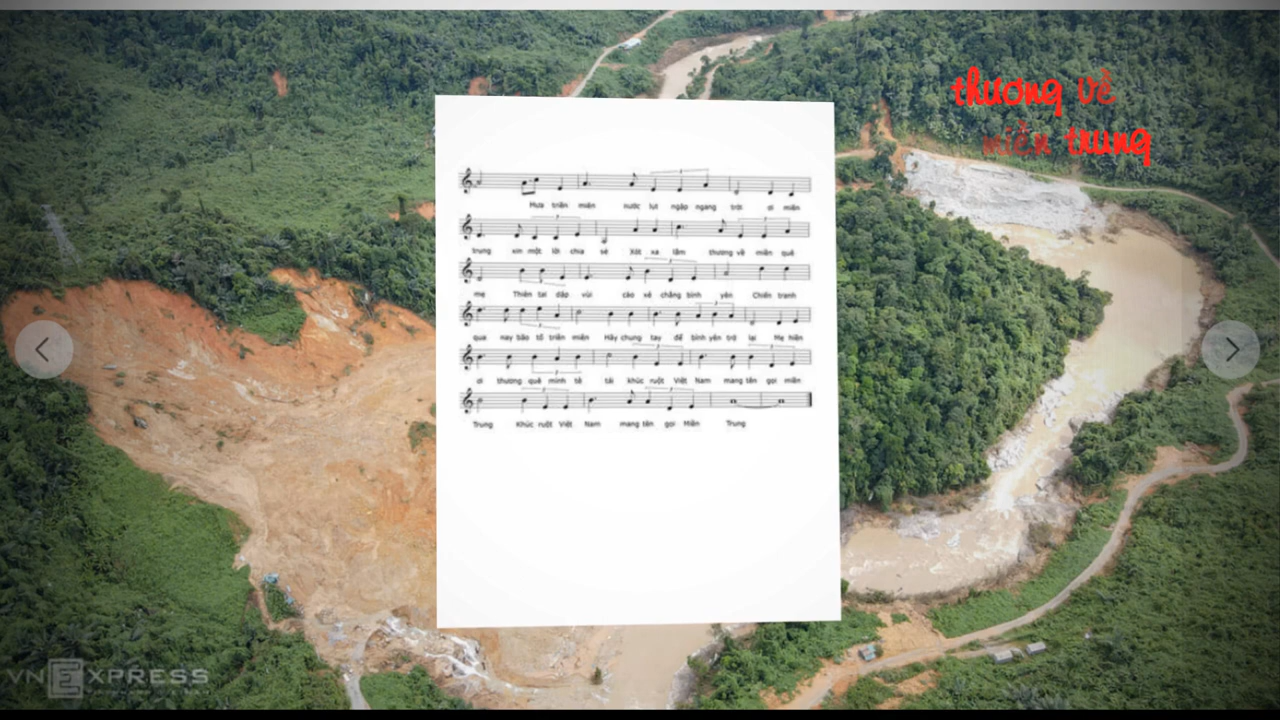 thương về
miền trung
Mưa triền miên nước lụt ngập ngang trời ơi miền
trung xin một lời chia sẻ Xót xa lắm thương về miền quê
mẹ Thiên tai dập vùi cào xé chẳng bình yên Chiến tranh
qua nay bão tố triền miên Hãy chung tay để bình yên trở lại Mẹ hiền
ơi thương quê mình tê tái khúc ruột Việt Nam mang tên gọi miền
Trung Khúc ruột Việt Nam mang tên gọi Miền Trung
VNEXPRESS